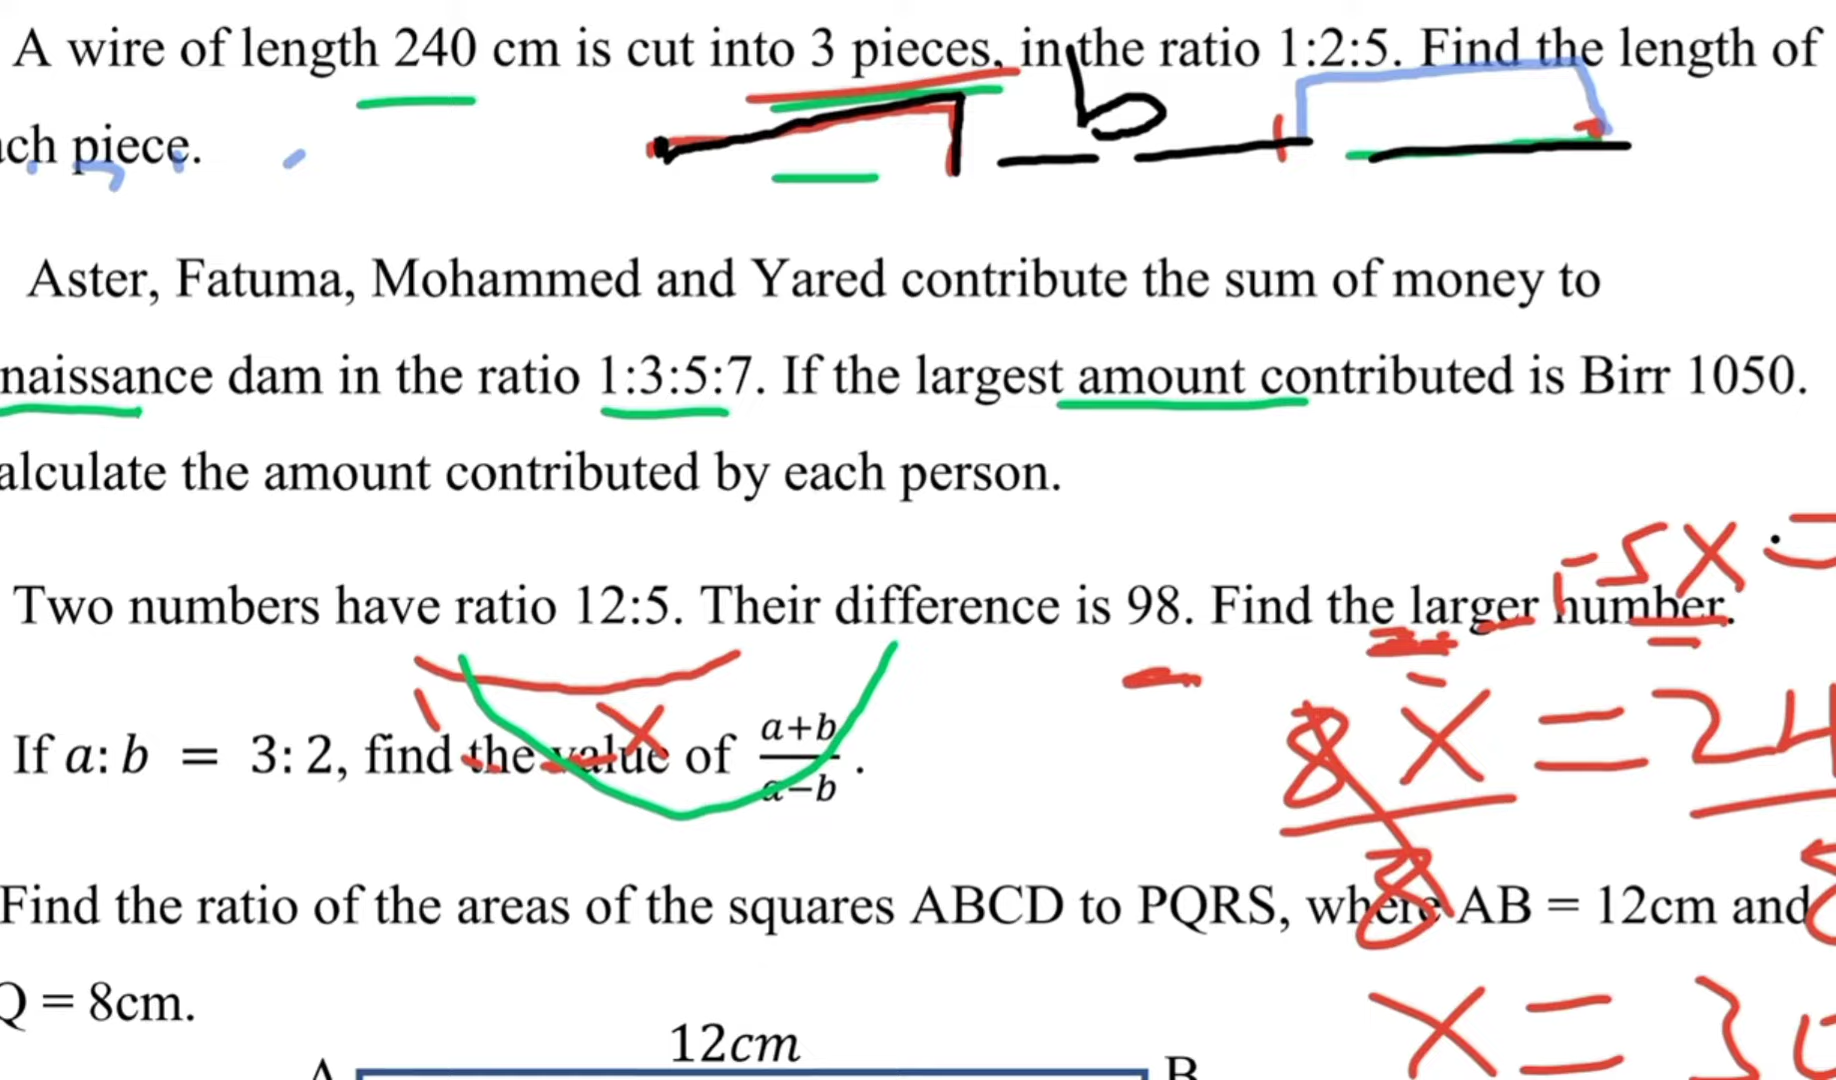 A wire of length 240 cm is cut into 3 pieces, in the ratio 1:2:5. Find the length of
ch piece.
b
Aster, Fatuma, Mohammed and Yared contribute the sum of money to
naissance dam in the ratio 1:3:5:7. If the largest amount contributed is Birr 1050.
alculate the amount contributed by each person.
-5x
Two numbers have ratio 12:5. Their difference is 98. Find the larger number.
x
8x = 24
8
If a: b = 3: 2, find the value of a+b/a−b .
Find the ratio of the areas of the squares ABCD to PQRS, where AB = 12cm and
Q = 8cm.
x = 30
12cm
A B